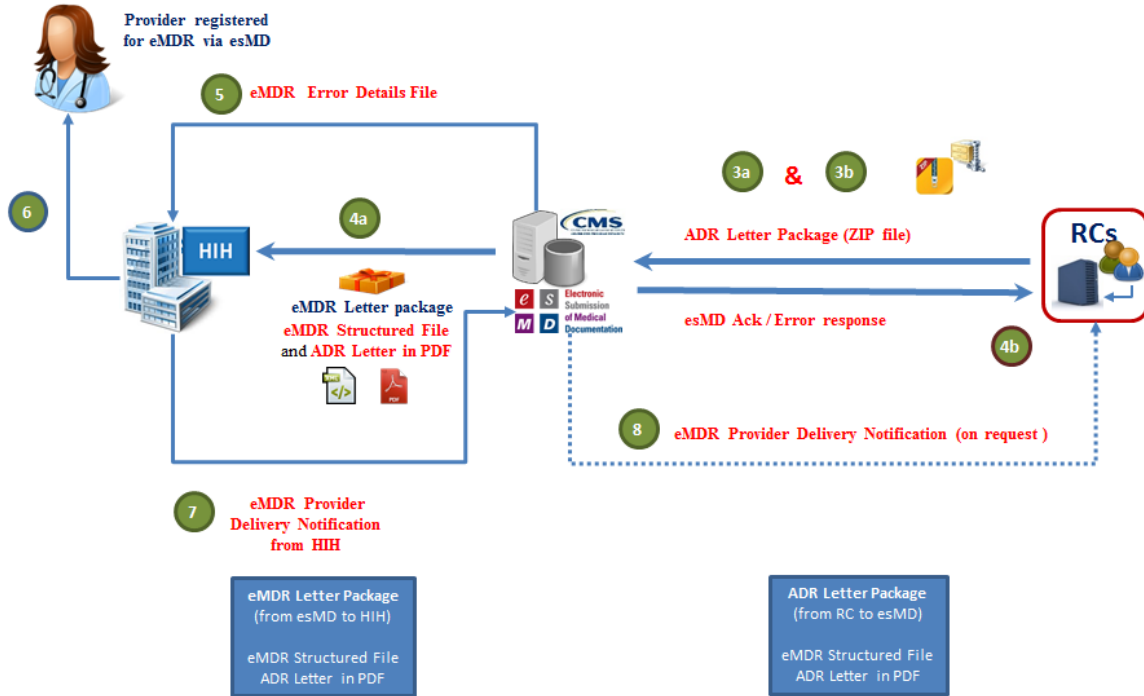 Provider registered
for eMDR via esMD
5
eMDR Error Details File
3a
&
3b
6
4a
HIH
CMS
ADR Letter Package (ZIP file)
RCs
eMDR Letter package
eMDR Structured File
and ADR Letter in PDF
e S Electronic
Submission
of Medical
M D Documentation
esMD Ack / Error response
4b
PDF
8
eMDR Provider Delivery Notification (on request )
7
eMDR Provider
Delivery Notification
from HIH
eMDR Letter Package
(from esMD to HIH)
eMDR Structured File
ADR Letter in PDF
ADR Letter Package
(from RC to esMD)
eMDR Structured File
ADR Letter in PDF